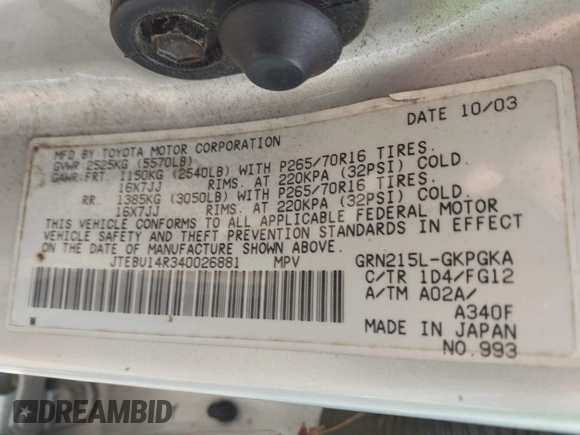 DATE 10/03
MFD BY TOYOTA MOTOR CORPORATION
GVWR 2525KG (5570LB)
GAWR FRT 1150KG (2540LB) WITH P265/70R16 TIRES.
16X7JJ RIMS. AT 220KPA (32PSI) COLD.
RR 1385KG (3050LB) WITH P265/70R16 TIRES.
16X7JJ RIMS. AT 220KPA (32PSI) COLD.
THIS VEHICLE CONFORMS TO ALL APPLICABLE FEDERAL MOTOR
VEHICLE SAFETY AND THEFT PREVENTION STANDARDS IN EFFECT
ON THE DATE OF MANUFACTURE SHOWN ABOVE.
JTEBU14R340026881 MPV GRN215L-GKPGKA
C/TR 1D4/FG12
A/TM A02A/
A340F
MADE IN JAPAN
NO.993
DREAMBID